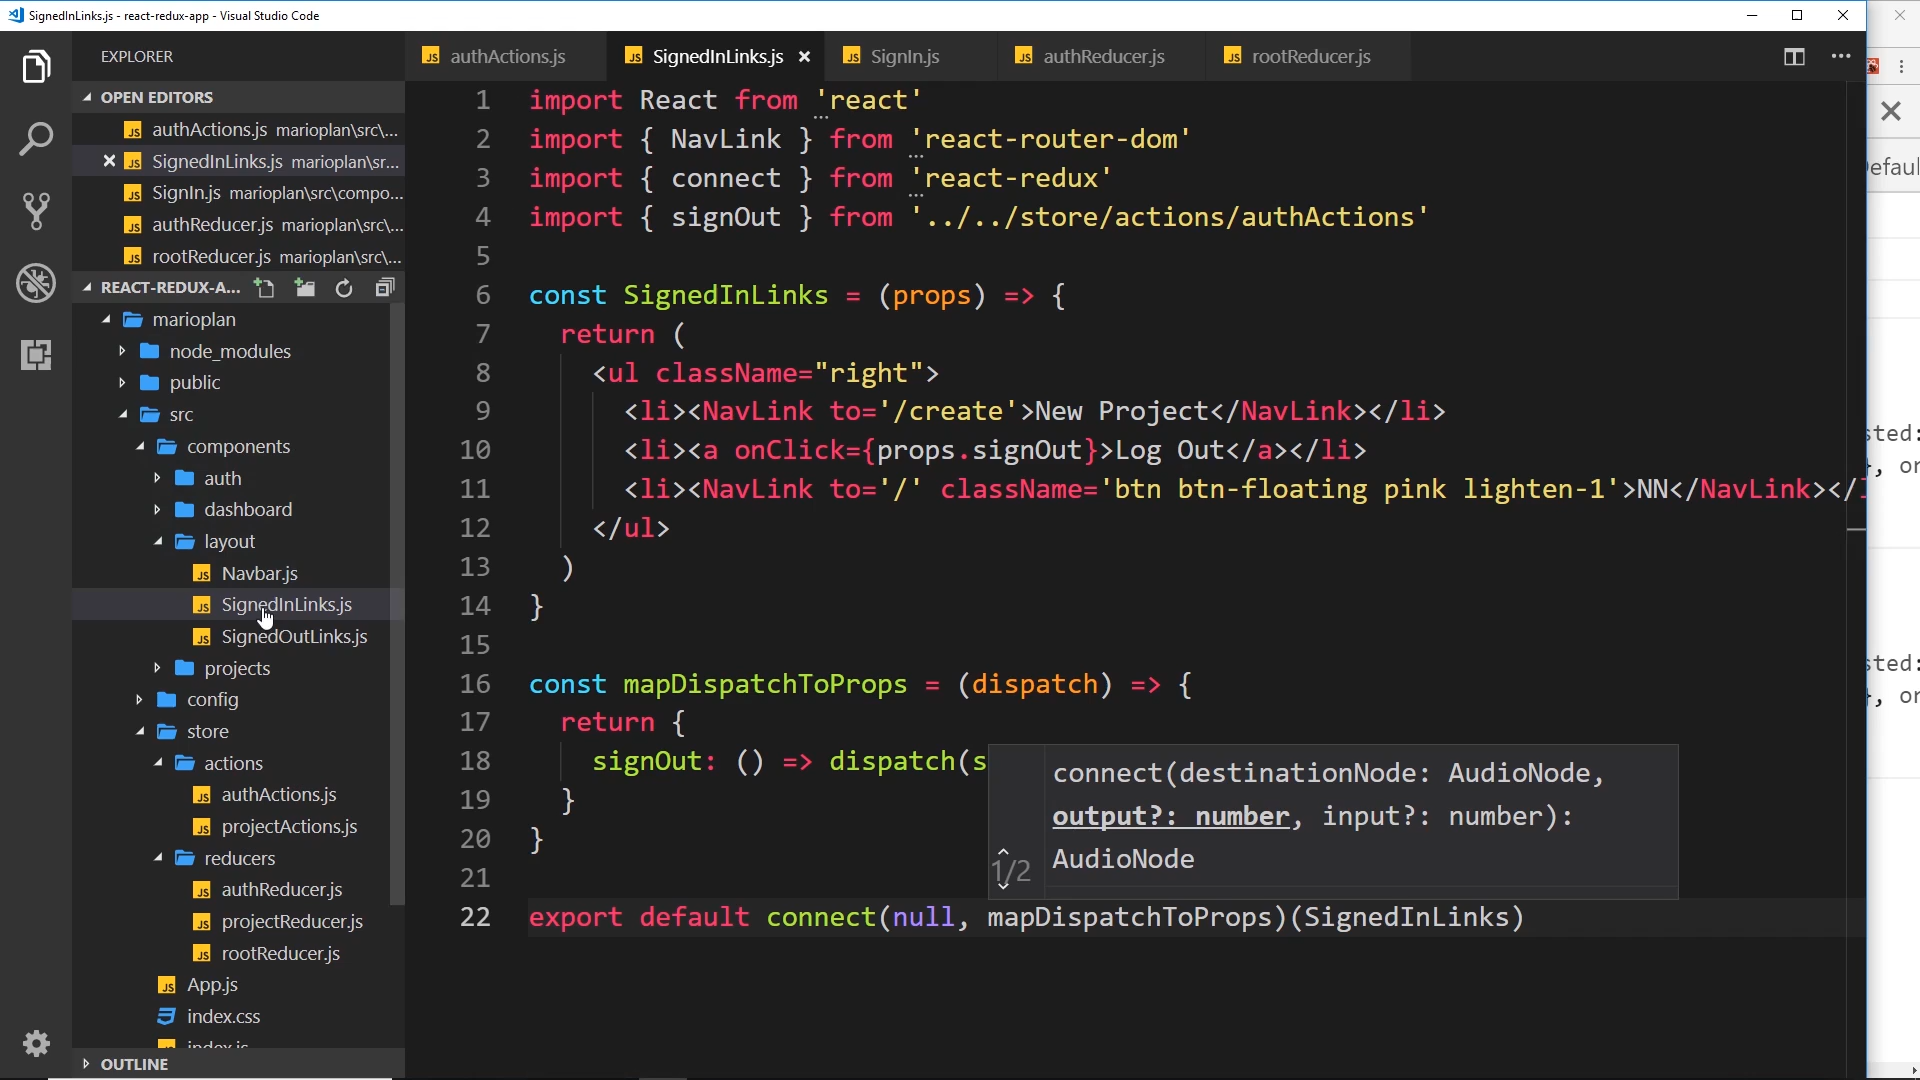 SignedInLinks.js - react-redux-app - Visual Studio Code
EXPLORER
OPEN EDITORS
authActions.js marioplan\src\...
SignedInLinks.js marioplan\sr...
SignIn.js marioplan\src\compo...
authReducer.js marioplan\src\...
rootReducer.js marioplan\src\...
REACT-REDUX-A...
marioplan
node_modules
public
src
components
auth
dashboard
layout
Navbar.js
SignedInLinks.js
SignedOutLinks.js
projects
config
store
actions
authActions.js
projectActions.js
reducers
authReducer.js
projectReducer.js
rootReducer.js
App.js
index.css
index.js
OUTLINE
authActions.js
SignedInLinks.js
SignIn.js
authReducer.js
rootReducer.js
1 import React from 'react'
2 import { NavLink } from 'react-router-dom'
3 import { connect } from 'react-redux'
4 import { signOut } from '../../store/actions/authActions'
5
6 const SignedInLinks = (props) => {
7 return (
8 <ul className="right">
9 <li><NavLink to='/create'>New Project</NavLink></li>
10 <li><a onClick={props.signOut}>Log Out</a></li>
11 <li><NavLink to='/' className='btn btn-floating pink lighten-1'>NN</NavLink></l
12 </ul>
13 )
14 }
15
16 const mapDispatchToProps = (dispatch) => {
17 return {
18 signOut: () => dispatch(s
19 }
20 }
21
22 export default connect(null, mapDispatchToProps)(SignedInLinks)
connect(destinationNode: AudioNode,
output?: number, input?: number):
AudioNode
1/2
efaul
sted:
}, or
sted:
}, or